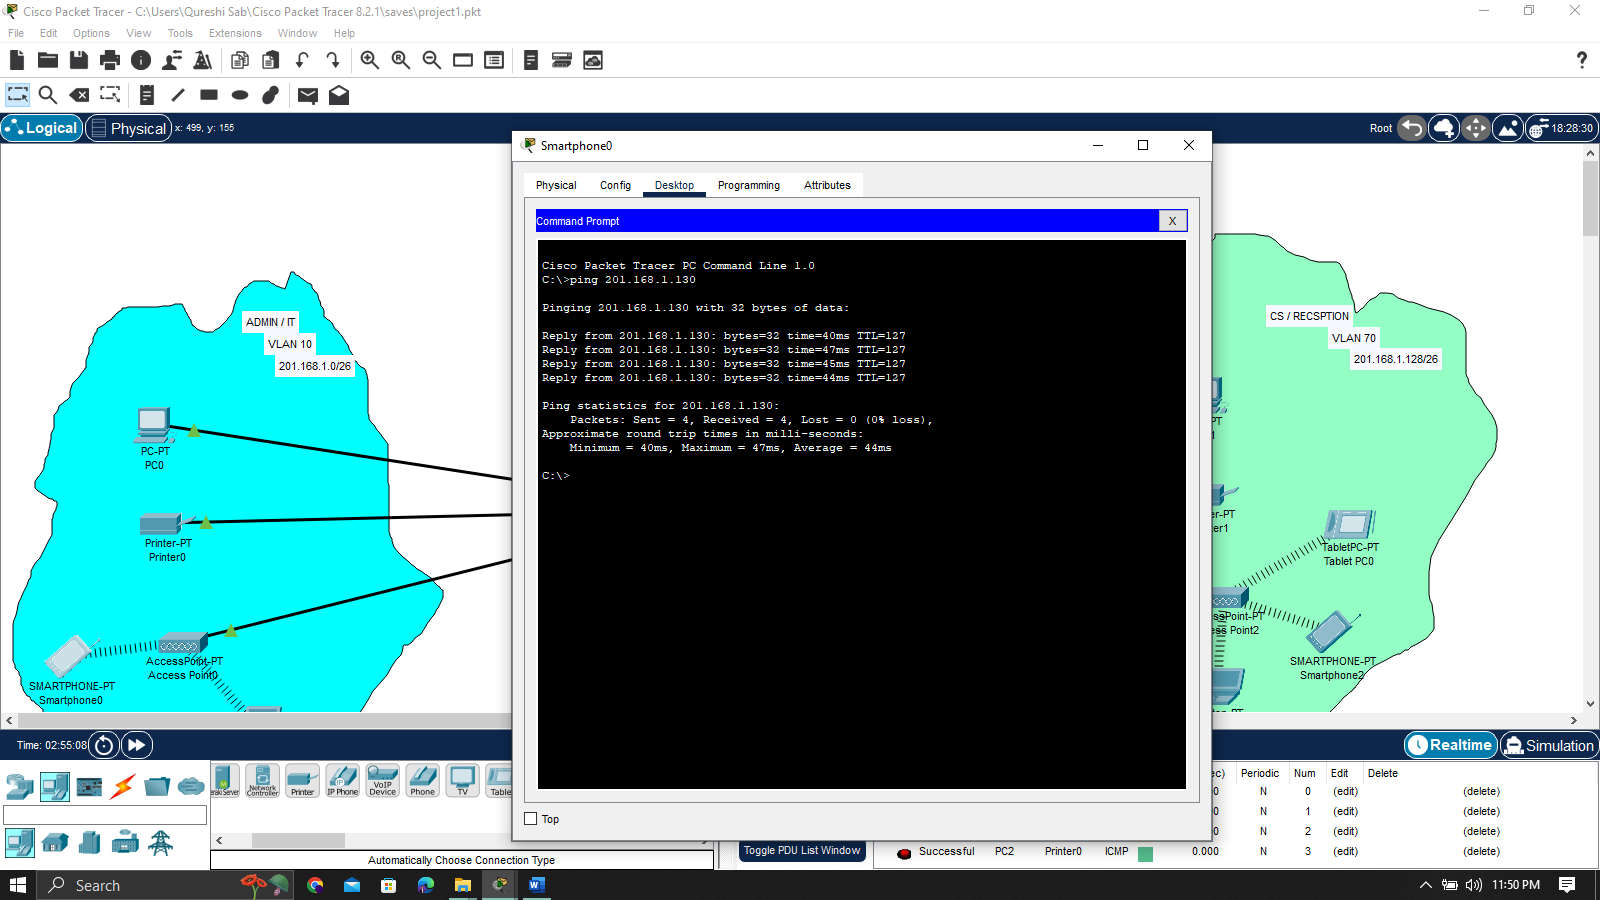 Cisco Packet Tracer - C:\Users\Qureshi Sab\Cisco Packet Tracer 8.2.1\saves\project1.pkt
File Edit Options View Tools Extensions Window Help
Logical Physical x: 499, y: 155 Root 18:28:30
Smartphone0
Physical Config Desktop Programming Attributes
Command Prompt X
Cisco Packet Tracer PC Command Line 1.0
C:\>ping 201.168.1.130
Pinging 201.168.1.130 with 32 bytes of data:
Reply from 201.168.1.130: bytes=32 time=40ms TTL=127
Reply from 201.168.1.130: bytes=32 time=47ms TTL=127
Reply from 201.168.1.130: bytes=32 time=45ms TTL=127
Reply from 201.168.1.130: bytes=32 time=44ms TTL=127
Ping statistics for 201.168.1.130:
Packets: Sent = 4, Received = 4, Lost = 0 (0% loss),
Approximate round trip times in milli-seconds:
Minimum = 40ms, Maximum = 47ms, Average = 44ms
C:\>
Top
ADMIN / IT
VLAN 10
201.168.1.0/26
PC-PT
PC0
Printer-PT
Printer0
AccessPoint-PT
Access Point0
SMARTPHONE-PT
Smartphone0
CS / RECSPTION
VLAN 70
201.168.1.128/26
PT
1
er-PT
er1
TabletPC-PT
Tablet PC0
ssPoint-PT
ss Point2
SMARTPHONE-PT
Smartphone2
Time: 02:55:08 Realtime Simulation
Network Controller
Printer
IP Phone
VoIP Device
Phone
TV
Table
Automatically Choose Connection Type
Toggle PDU List Window
ec) Periodic Num Edit Delete
0 N 0 (edit) (delete)
0 N 1 (edit) (delete)
0 N 2 (edit) (delete)
Successful PC2 Printer0 ICMP 0.000 N 3 (edit) (delete)
Search 11:50 PM